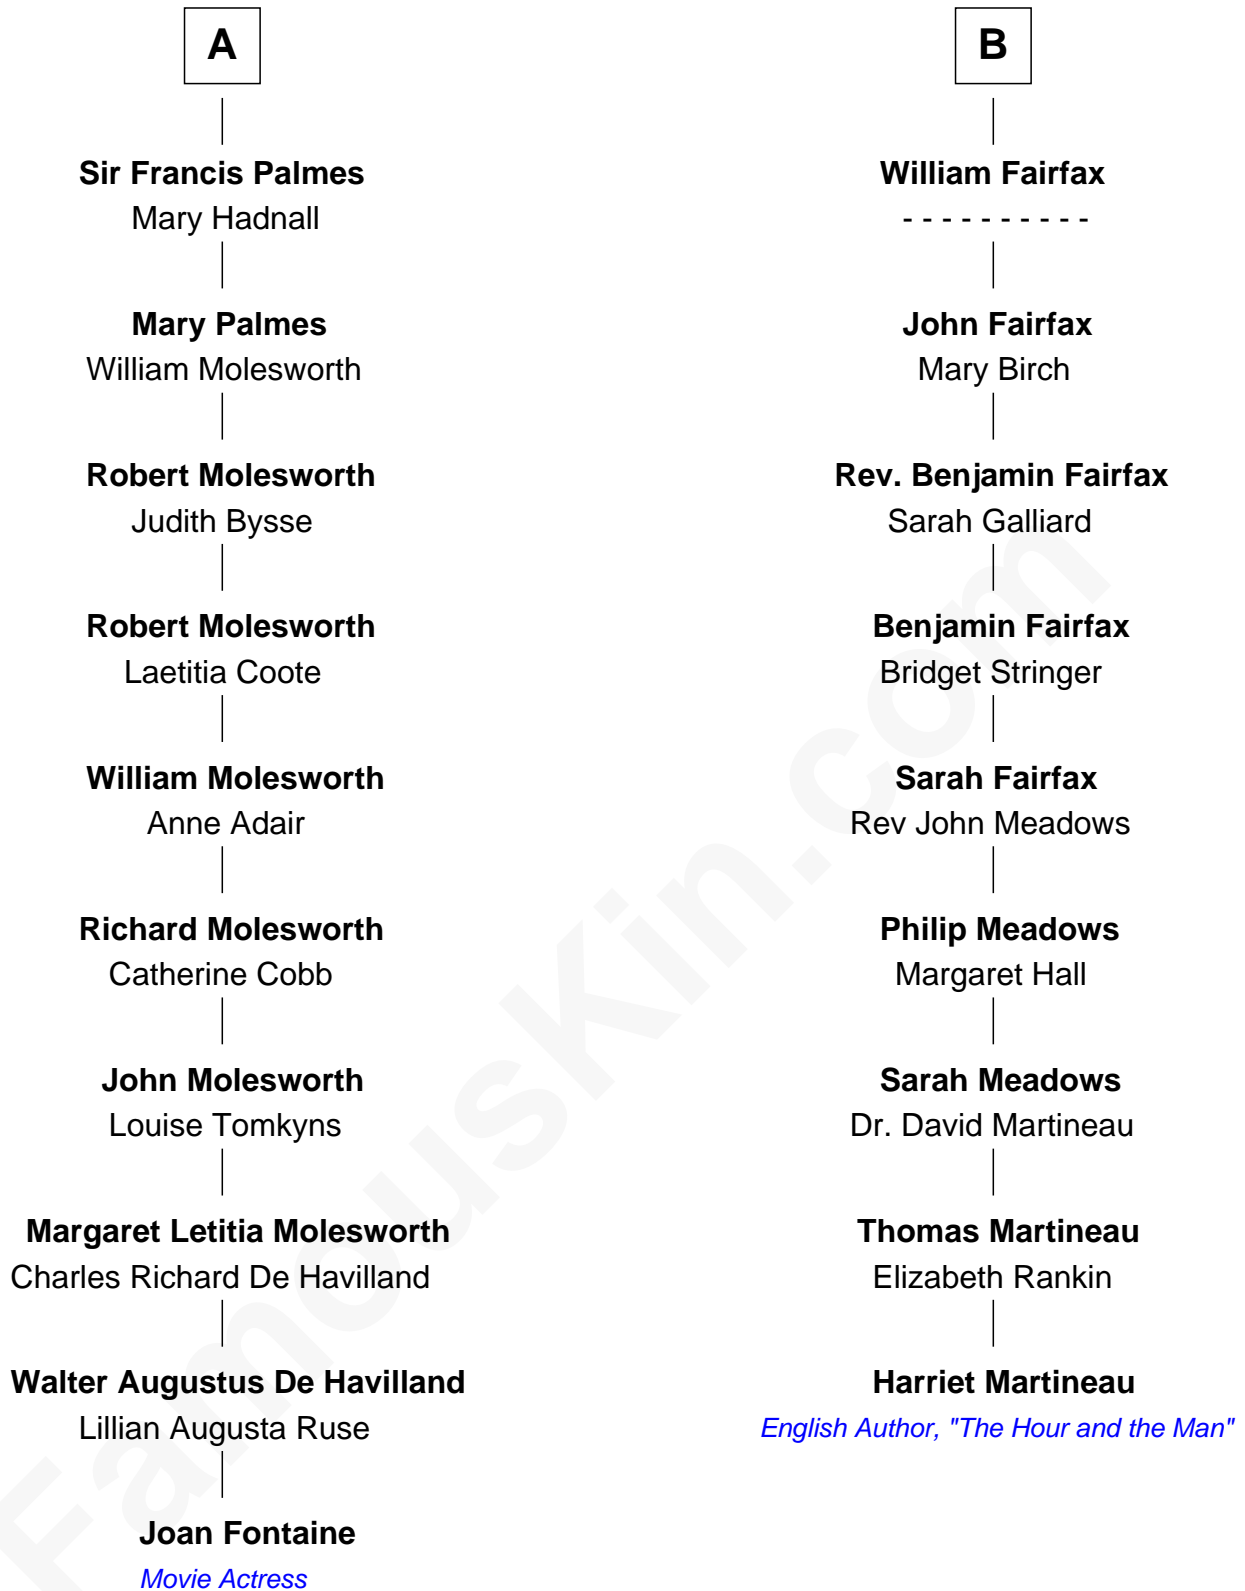 A
Sir Francis Palmes
Mary Hadnall
Mary Palmes
William Molesworth
Robert Molesworth
Judith Bysse
Robert Molesworth
Laetitia Coote
William Molesworth
Anne Adair
Richard Molesworth
Catherine Cobb
John Molesworth
Louise Tomkyns
Margaret Letitia Molesworth
Charles Richard De Havilland
Walter Augustus De Havilland
Lillian Augusta Ruse
Joan Fontaine
Movie Actress
B
William Fairfax
- - - - - - - - - -
John Fairfax
Mary Birch
Rev. Benjamin Fairfax
Sarah Galliard
Benjamin Fairfax
Bridget Stringer
Sarah Fairfax
Rev John Meadows
Philip Meadows
Margaret Hall
Sarah Meadows
Dr. David Martineau
Thomas Martineau
Elizabeth Rankin
Harriet Martineau
English Author, "The Hour and the Man"
FamousKin.com